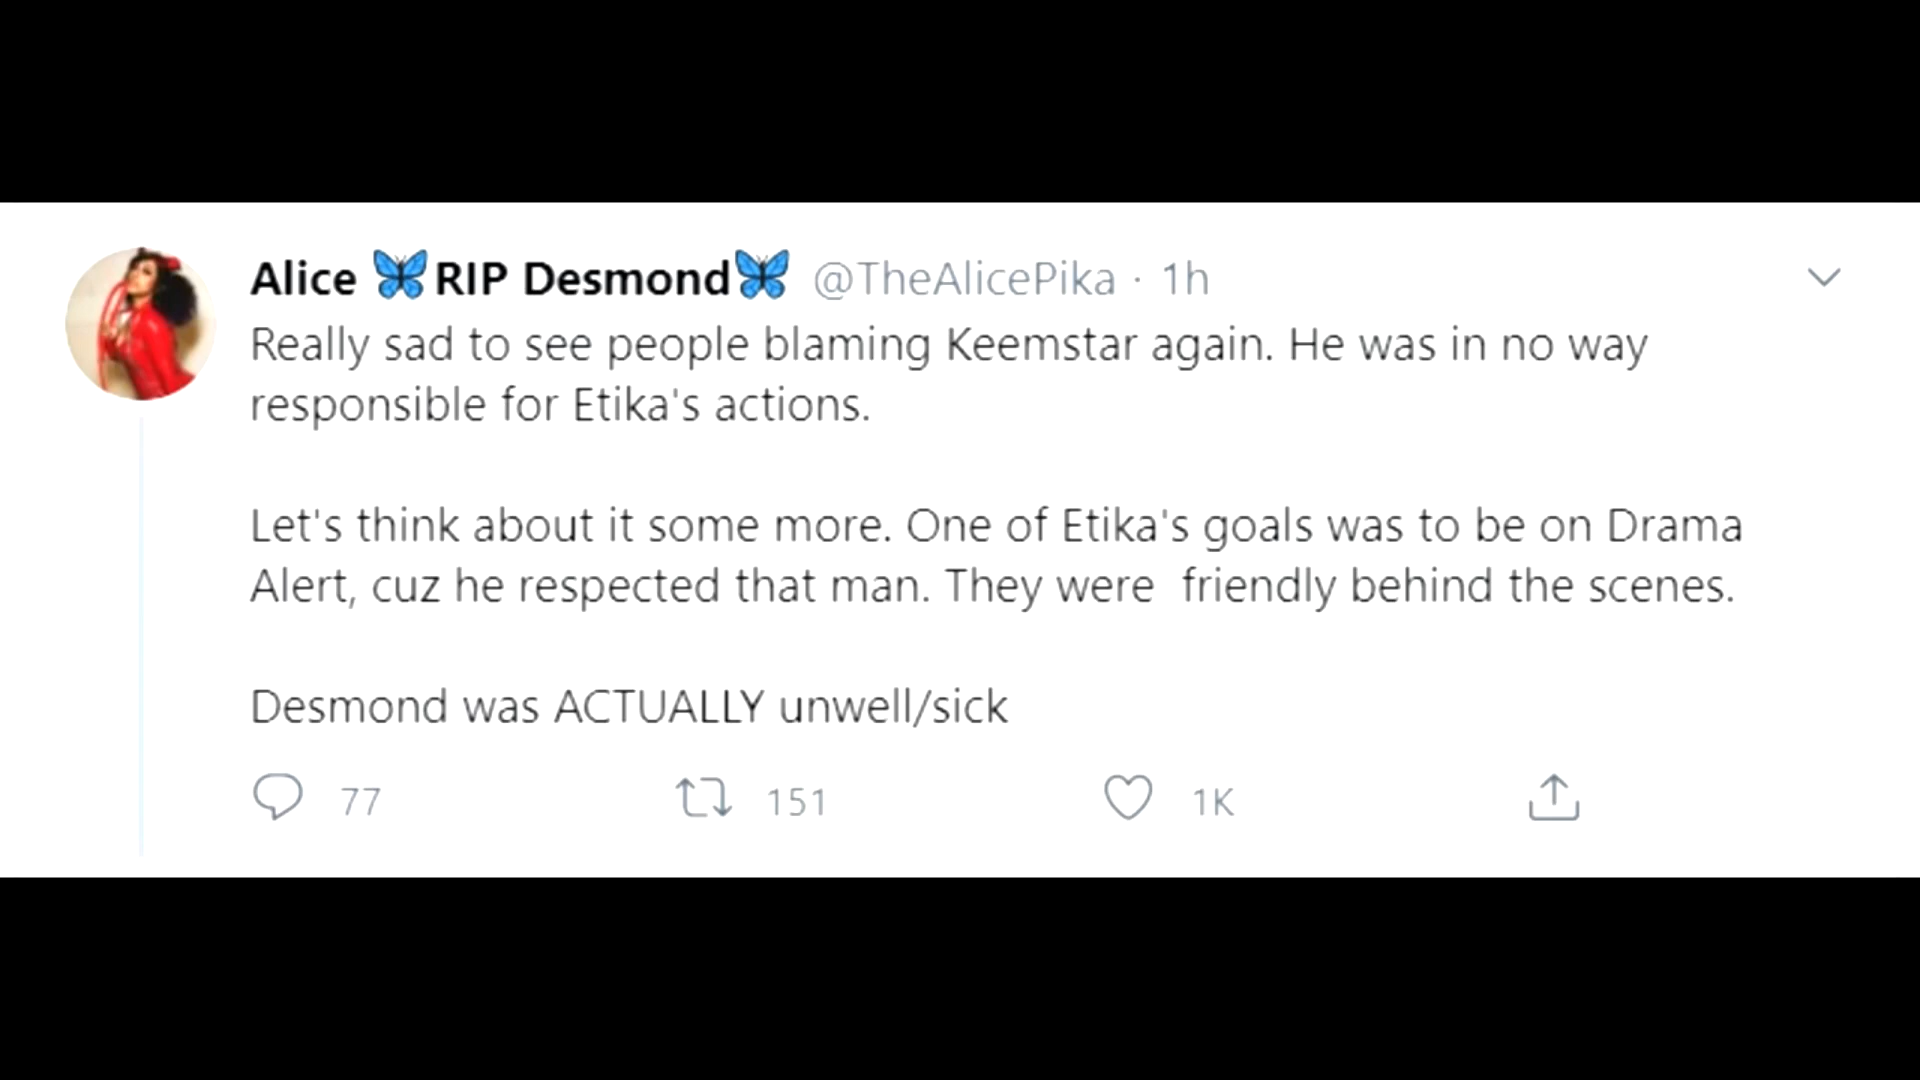 Alice 🦋RIP Desmond🦋 @TheAlicePika · 1h
Really sad to see people blaming Keemstar again. He was in no way
responsible for Etika's actions.
Let's think about it some more. One of Etika's goals was to be on Drama
Alert, cuz he respected that man. They were  friendly behind the scenes.
Desmond was ACTUALLY unwell/sick
77 151 1K